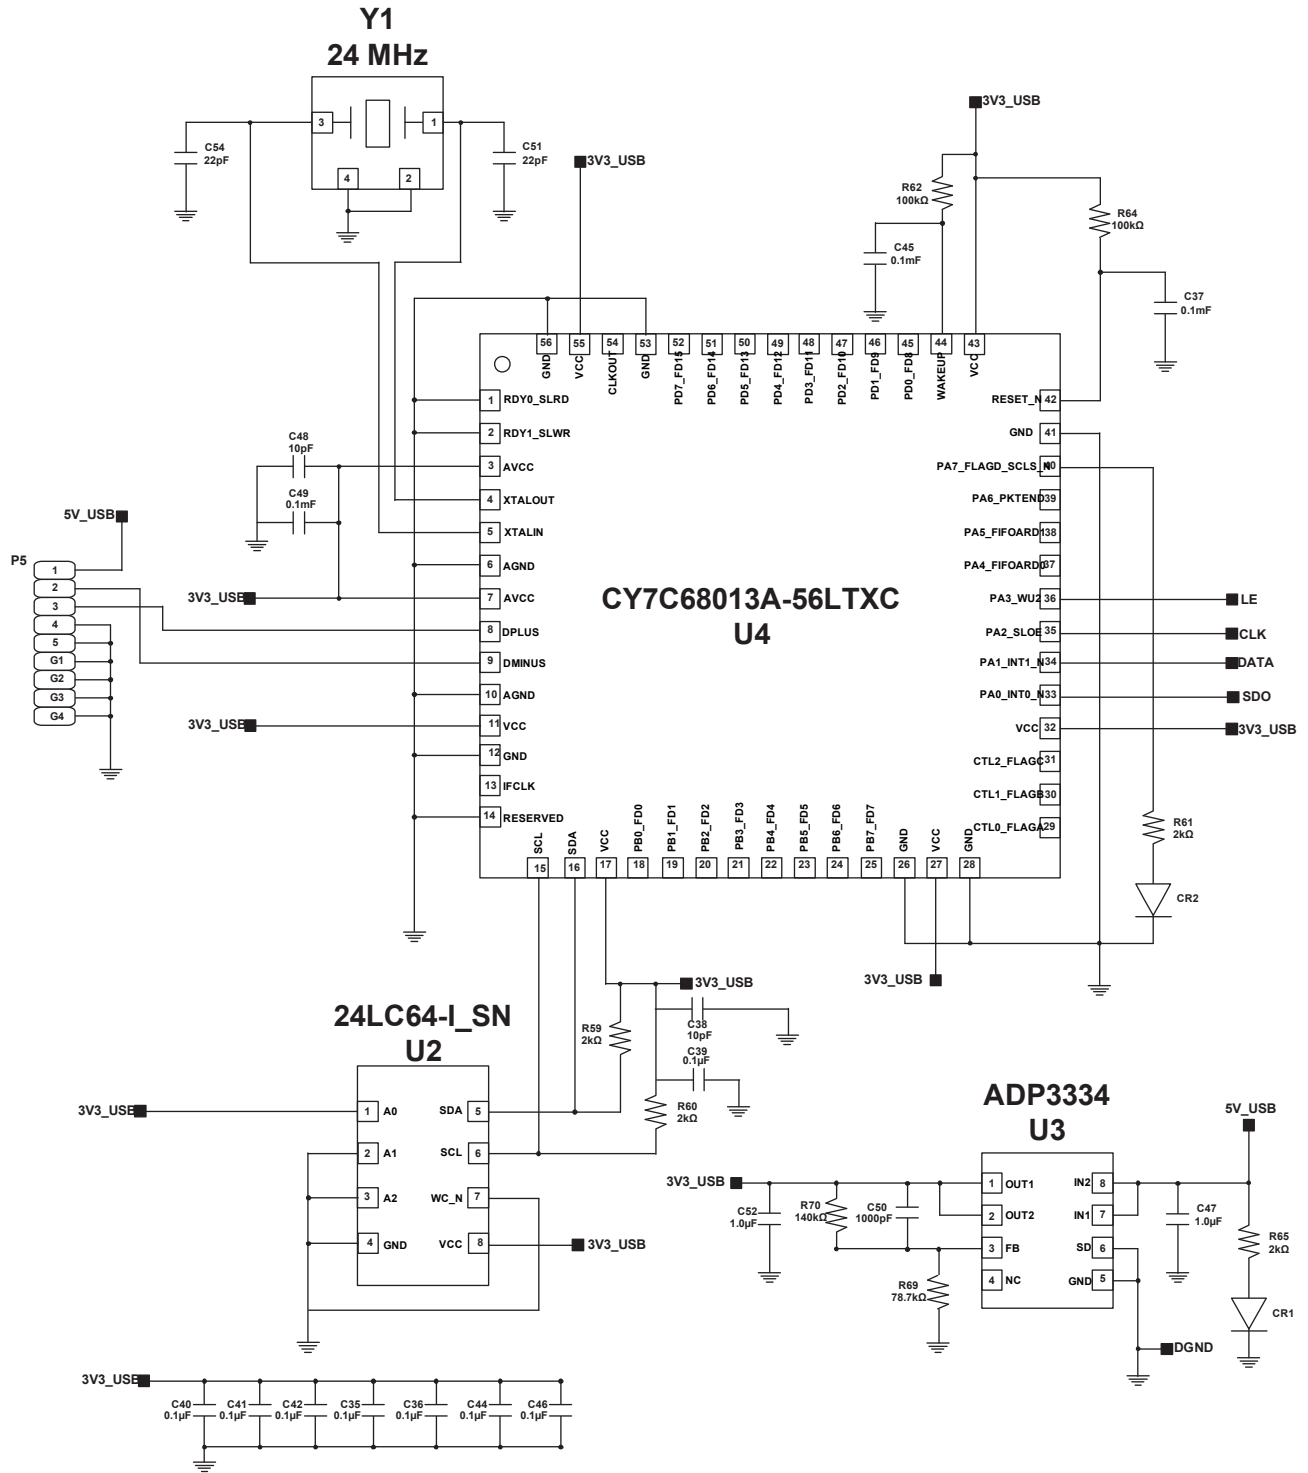 Y1
24 MHz
3
1
4
2
C54
22pF
C51
22pF
3V3_USB
3V3_USB
R62
100kΩ
R64
100kΩ
C45
0.1mF
C37
0.1mF
56 GND
55 VCC
54 CLKOUT
53 GND
52 PD7_FD15
51 PD6_FD14
50 PD5_FD13
49 PD4_FD12
48 PD3_FD11
47 PD2_FD10
46 PD1_FD9
45 PD0_FD8
44 WAKEUP
43 VCC
1 RDY0_SLRD
2 RDY1_SLWR
3 AVCC
4 XTALOUT
5 XTALIN
6 AGND
7 AVCC
8 DPLUS
9 DMINUS
10 AGND
11 VCC
12 GND
13 IFCLK
14 RESERVED
RESET_N 42
GND 41
PA7_FLAGD_SCLS_N 40
PA6_PKTEND 39
PA5_FIFOARD1 38
PA4_FIFOARD0 37
PA3_WU2 36
PA2_SLOE 35
PA1_INT1_N 34
PA0_INT0_N 33
VCC 32
CTL2_FLAGC 31
CTL1_FLAGB 30
CTL0_FLAGA 29
CY7C68013A-56LTXC
U4
C48
10pF
C49
0.1mF
5V_USB
P5
1
2
3
4
5
G1
G2
G3
G4
3V3_USB
3V3_USB
LE
CLK
DATA
SDO
3V3_USB
SCL 15
SDA 16
VCC 17
PB0_FD0 18
PB1_FD1 19
PB2_FD2 20
PB3_FD3 21
PB4_FD4 22
PB5_FD5 23
PB6_FD6 24
PB7_FD7 25
GND 26
VCC 27
GND 28
R61
2kΩ
CR2
3V3_USB
3V3_USB
24LC64-I_SN
U2
R59
2kΩ
C38
10pF
C39
0.1µF
R60
2kΩ
3V3_USB
1 A0
2 A1
3 A2
4 GND
SDA 5
SCL 6
WC_N 7
VCC 8
3V3_USB
ADP3334
U3
5V_USB
3V3_USB
C52
1.0µF
R70
140kΩ
C50
1000pF
R69
78.7kΩ
1 OUT1
2 OUT2
3 FB
4 NC
IN2 8
IN1 7
SD 6
GND 5
C47
1.0µF
R65
2kΩ
CR1
DGND
3V3_USB
C40
0.1µF
C41
0.1µF
C42
0.1µF
C35
0.1µF
C36
0.1µF
C44
0.1µF
C46
0.1µF